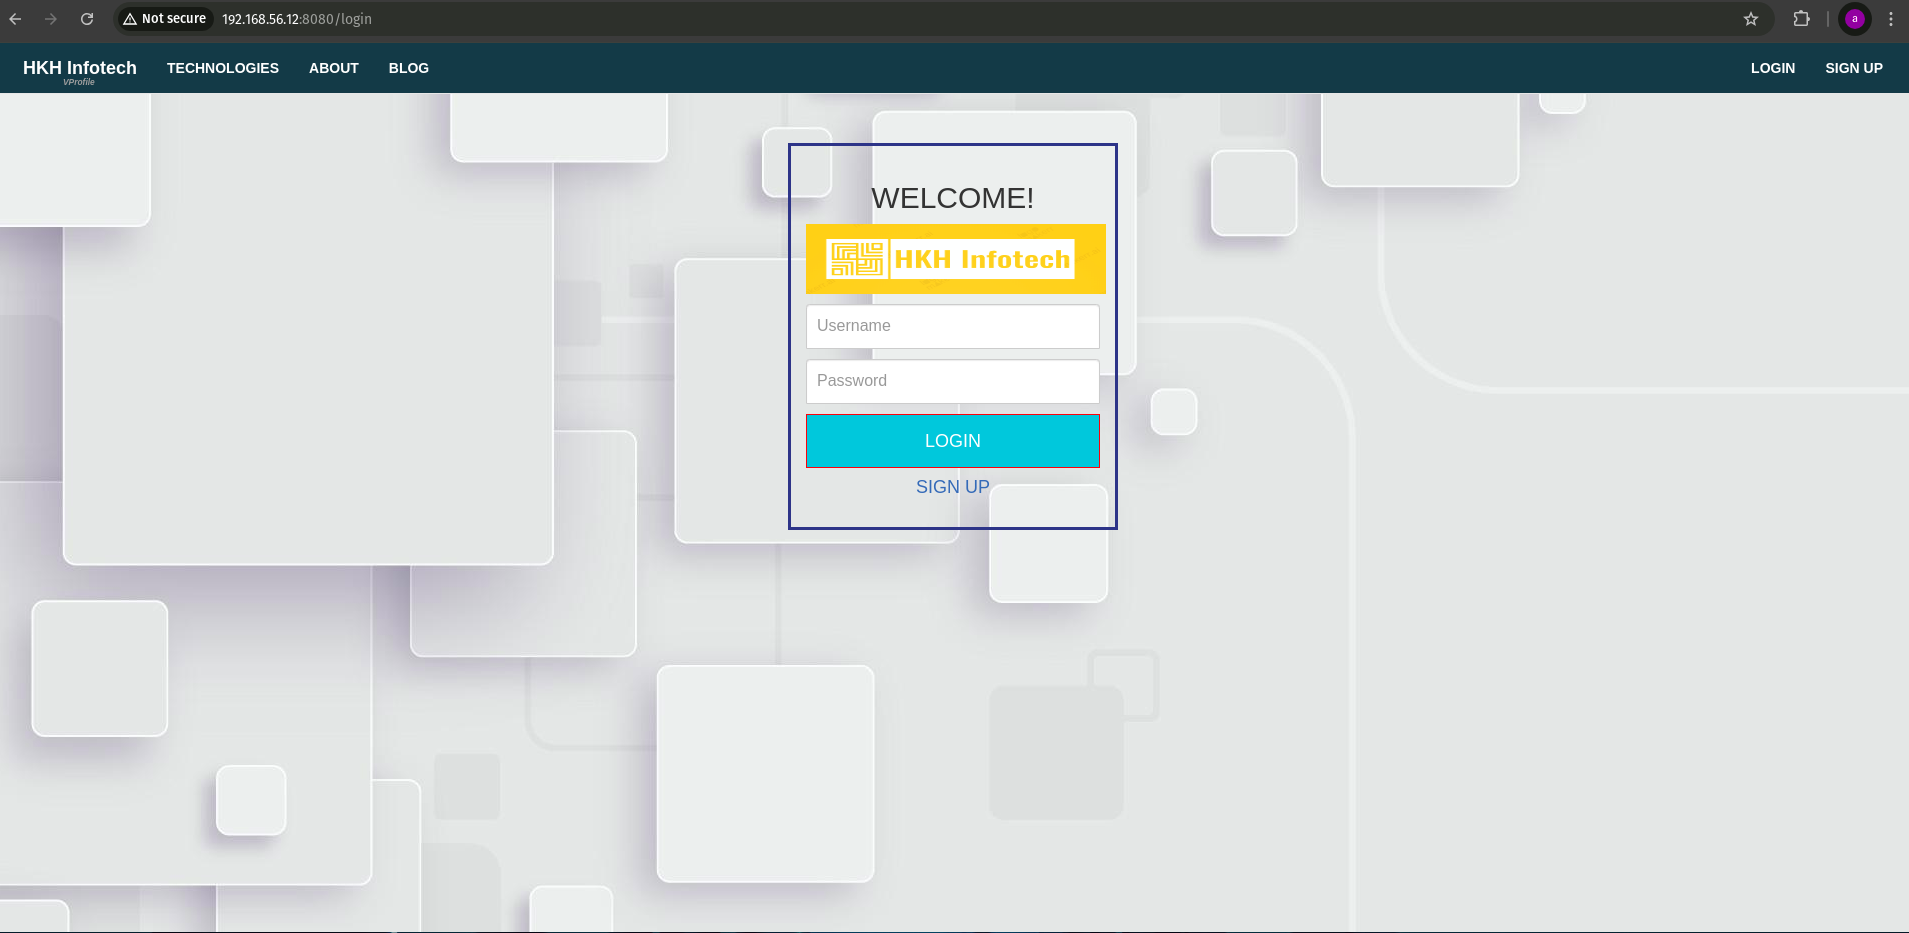 Not secure 192.168.56.12:8080/login a
HKH Infotech TECHNOLOGIES ABOUT BLOG LOGIN SIGN UP
VProfile
WELCOME!
HKH Infotech
Username
Password
LOGIN
SIGN UP